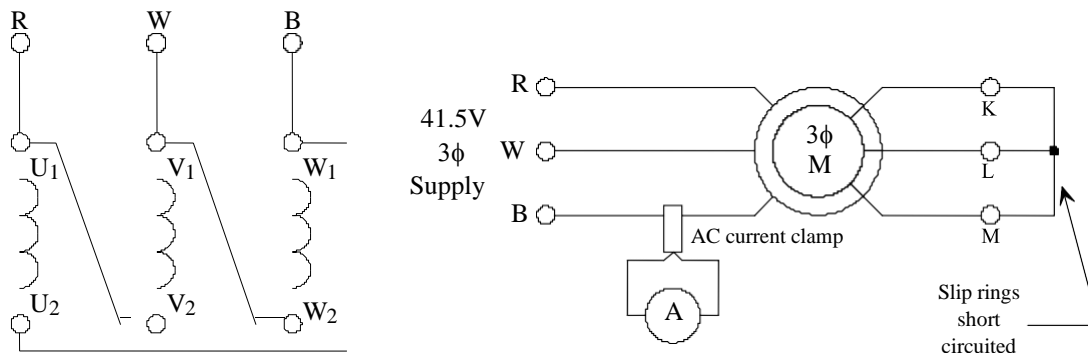 R W B
U1 V1 W1
U2 V2 W2
R
41.5V
3ϕ
Supply
W
B
3ϕ
M
K
L
M
AC current clamp
A
Slip rings
short
circuited